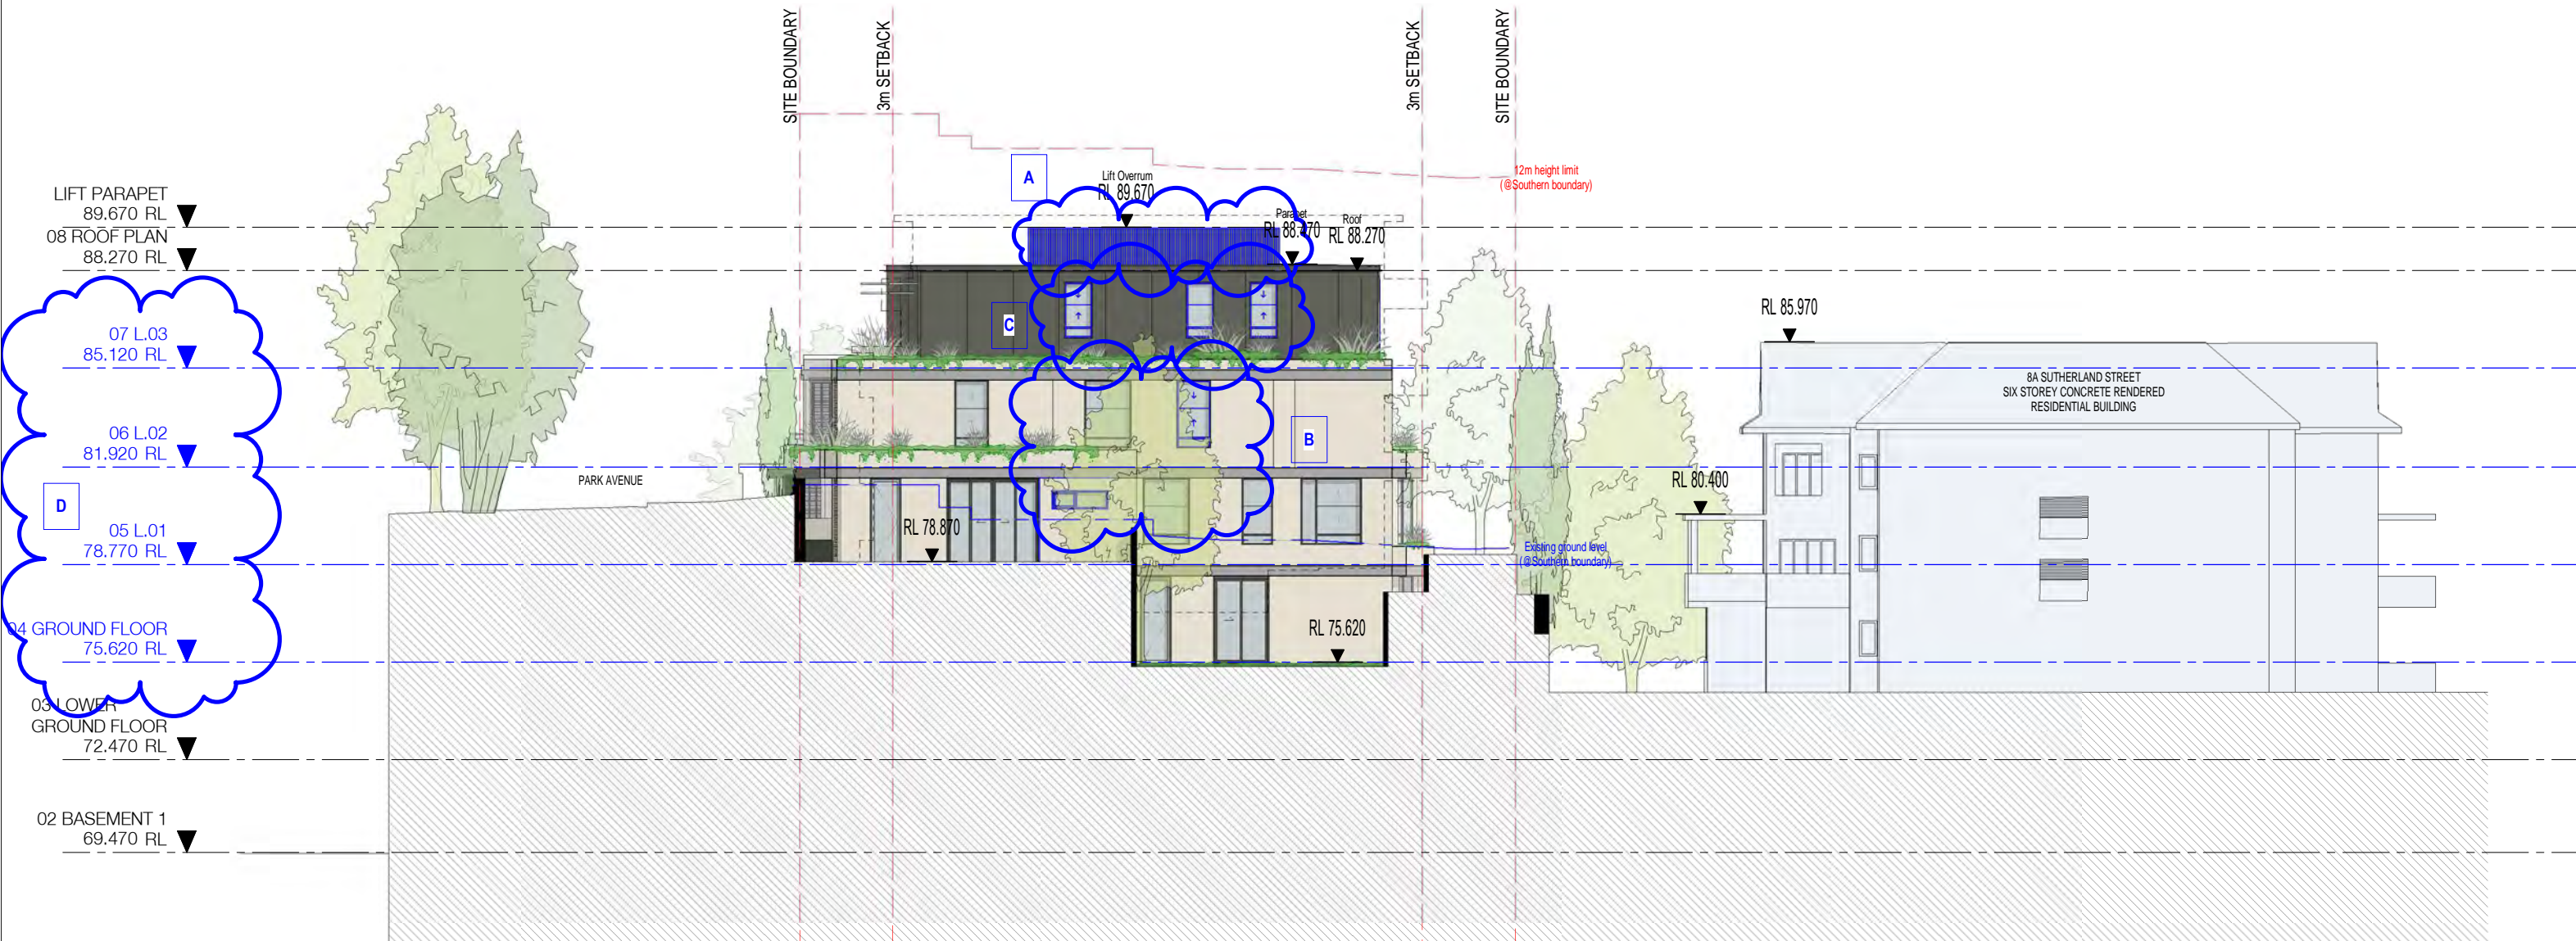 SITE BOUNDARY
3m SETBACK
3m SETBACK
SITE BOUNDARY
12m height limit
(@Southern boundary)
A
Lift Overrum
RL 89.670
Parapet
Roof
RL 88.270
LIFT PARAPET
89.670 RL
08 ROOF PLAN
88.270 RL
07 L.03
85.120 RL
06 L.02
81.920 RL
D
05 L.01
78.770 RL
04 GROUND FLOOR
75.620 RL
03 LOWER
GROUND FLOOR
72.470 RL
02 BASEMENT 1
69.470 RL
C
B
PARK AVENUE
RL 78.870
RL 75.620
Existing ground level
(@Southern boundary)
RL 85.970
8A SUTHERLAND STREET
SIX STOREY CONCRETE RENDERED
RESIDENTIAL BUILDING
RL 80.400